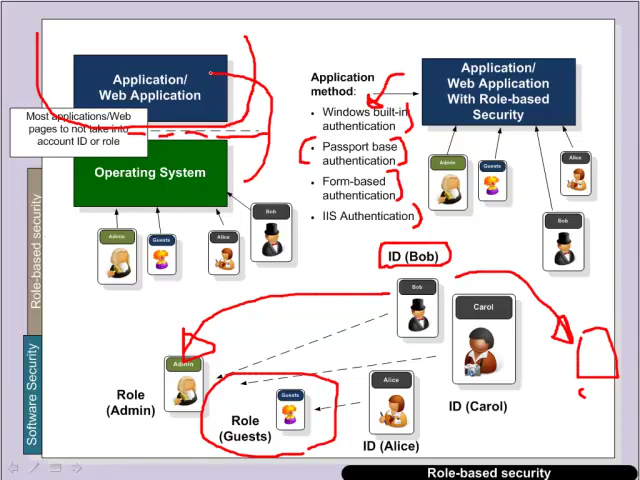 Application/
Web Application
Most applications/Web
pages to not take into
account ID or role
Operating System
Admin
Guests
Alice
Bob
Application
method:
• Windows built-in
authentication
• Passport base
authentication
• Form-based
authentication
• IIS Authentication
Application/
Web Application
With Role-based
Security
Admin
Guests
Alice
Bob
ID (Bob)
Bob
Carol
ID (Carol)
Admin
Role
(Admin)
Guests
Role
(Guests)
Alice
ID (Alice)
Role-based security
Software Security
Role-based security